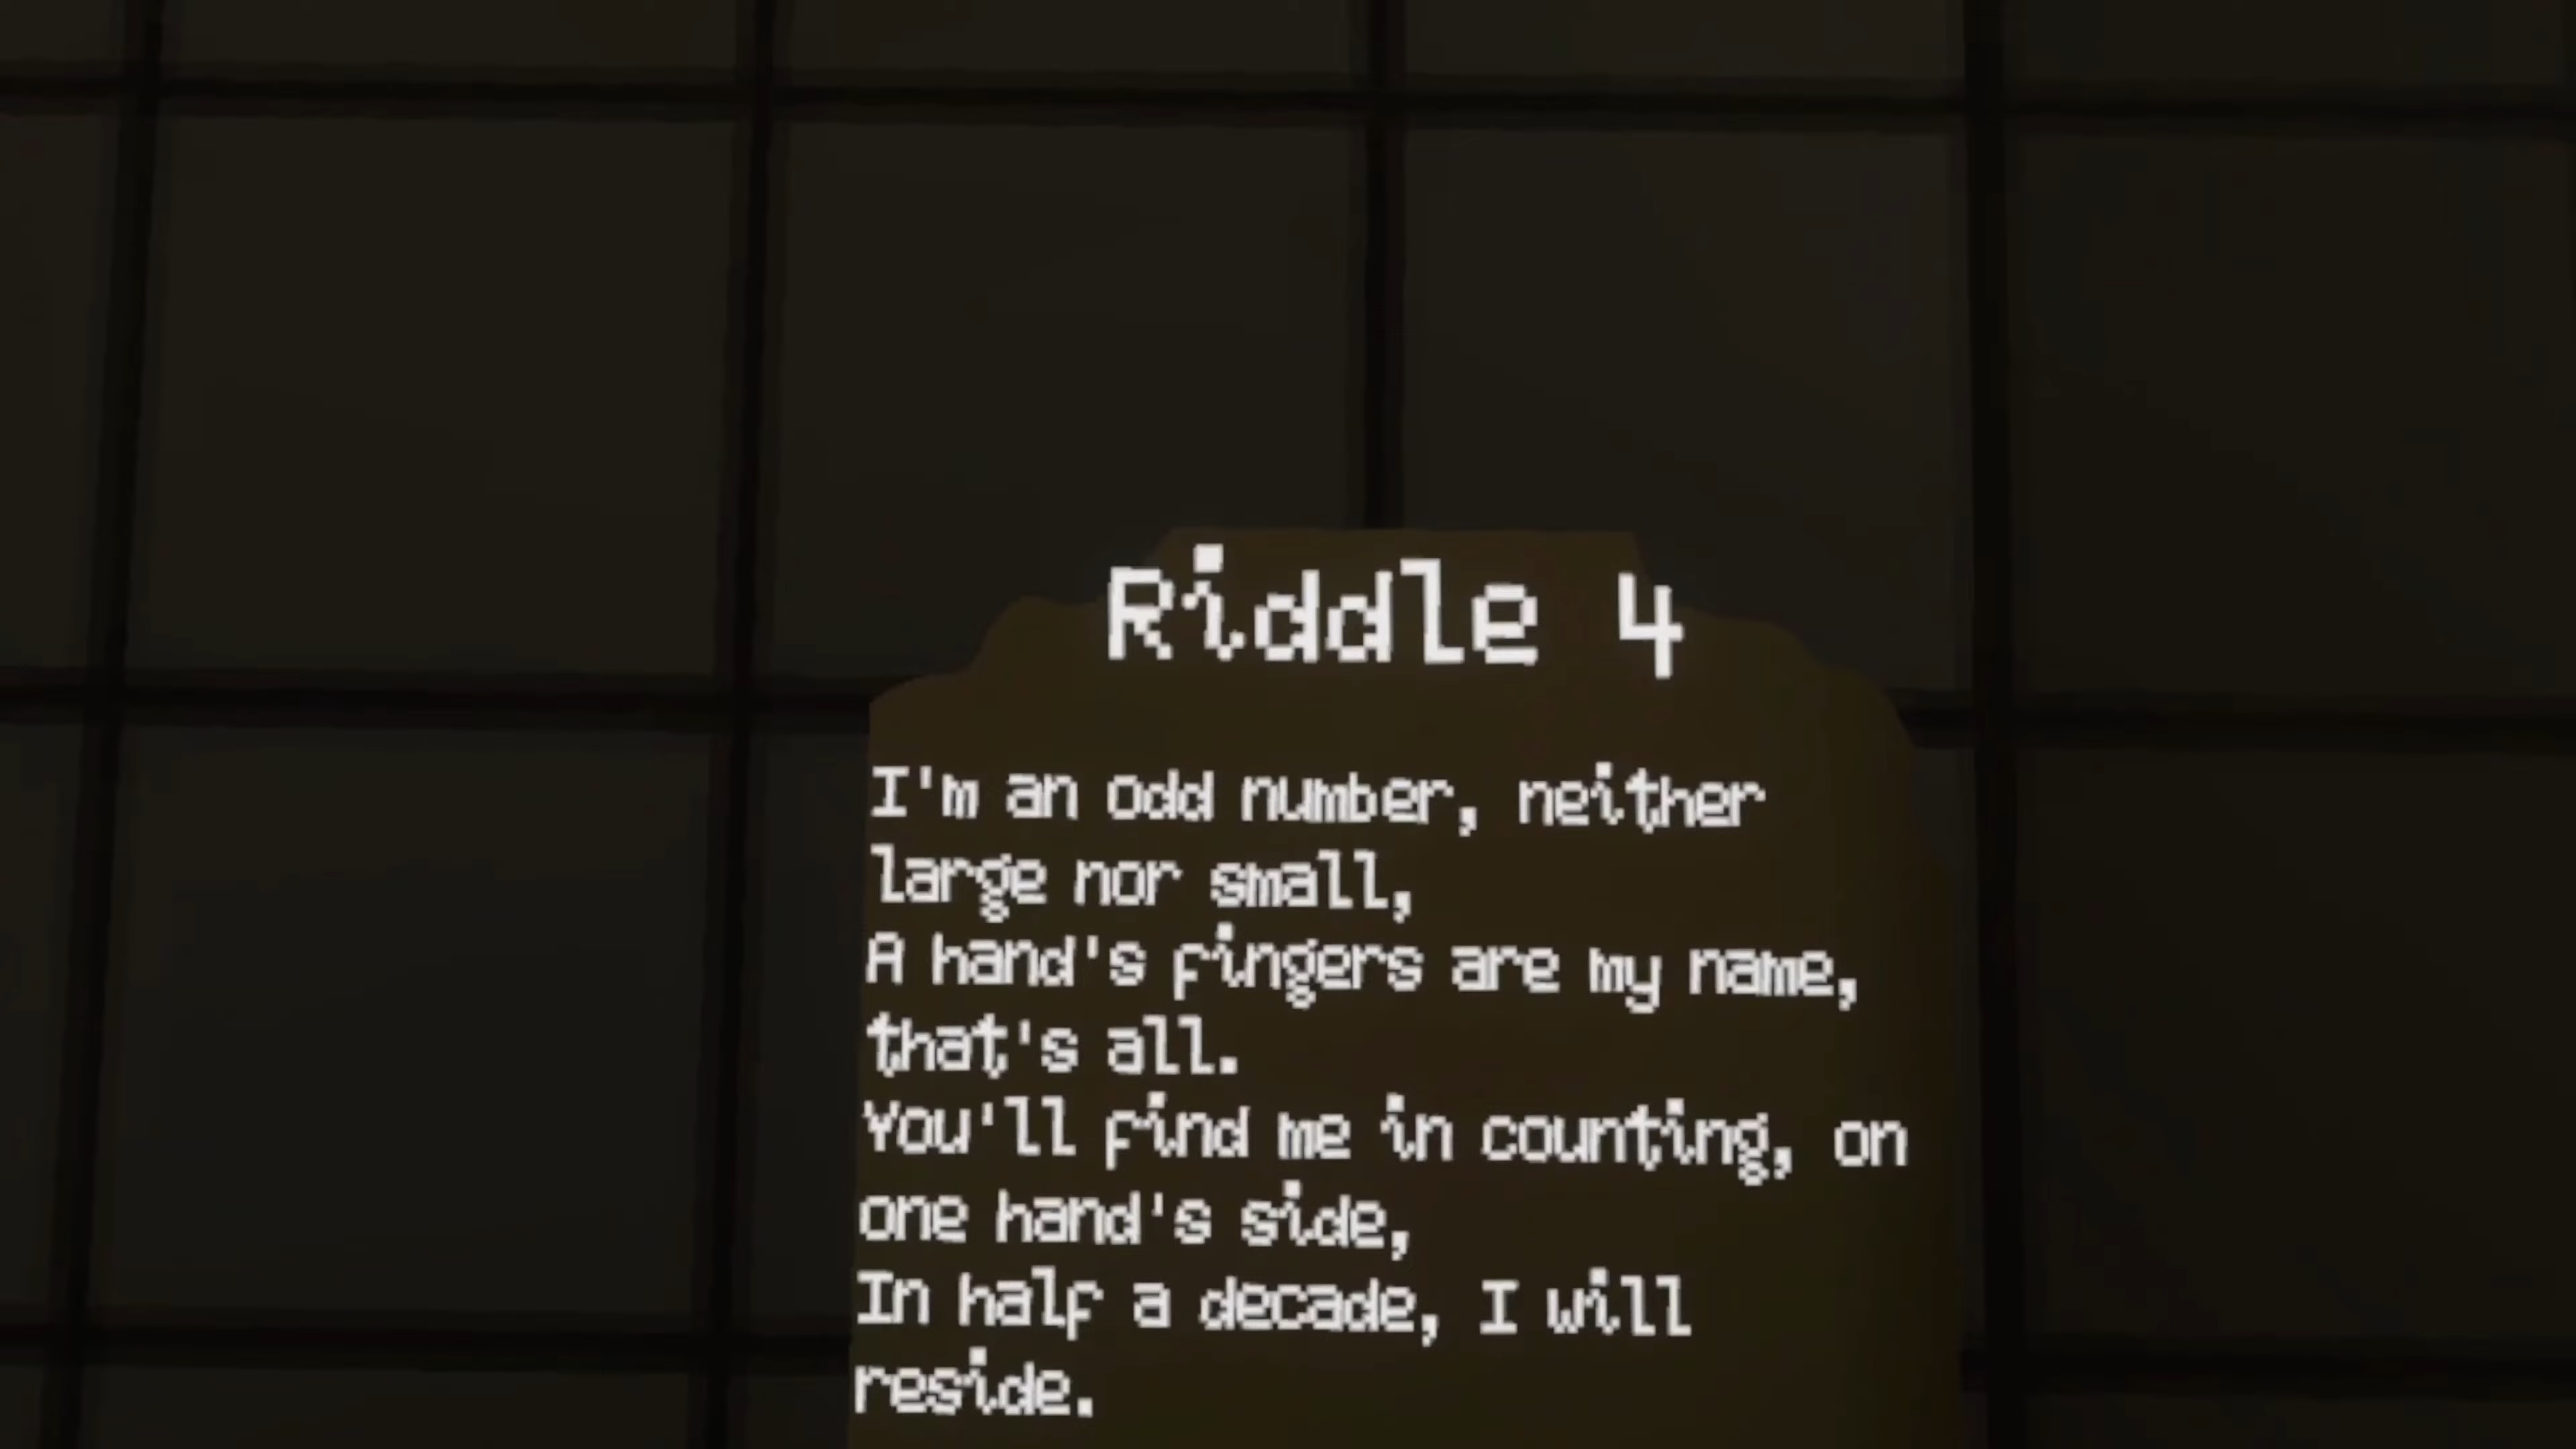 Riddle 4
I'm an odd number, neither
large nor small,
A hand's fingers are my name,
that's all.
You'll find me in counting, on
one hand's side,
In half a decade, I will
reside.